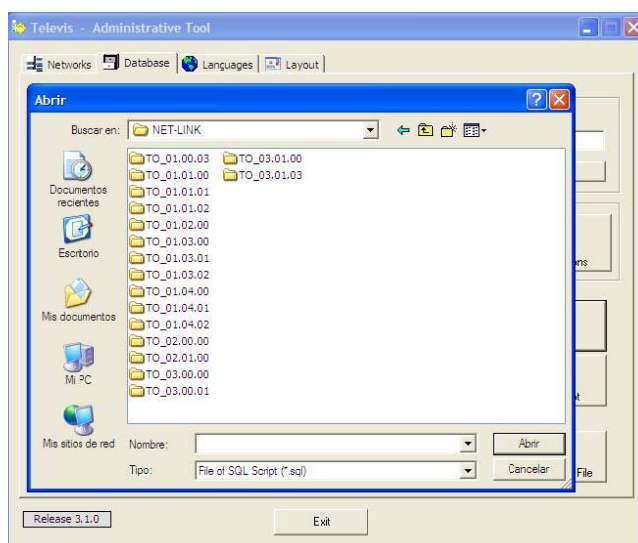 Televis - Administrative Tool
Networks Database Languages Layout
Abrir
Buscar en: NET-LINK
Documentos recientes
Escritorio
Mis documentos
Mi PC
Mis sitios de red
TO_01.00.03
TO_01.01.00
TO_01.01.01
TO_01.01.02
TO_01.02.00
TO_01.03.00
TO_01.03.01
TO_01.03.02
TO_01.04.00
TO_01.04.01
TO_01.04.02
TO_02.00.00
TO_02.01.00
TO_03.00.00
TO_03.00.01
TO_03.01.00
TO_03.01.03
Nombre: Abrir
Tipo: File of SQL Script (*.sql) Cancelar
File
Release 3.1.0 Exit